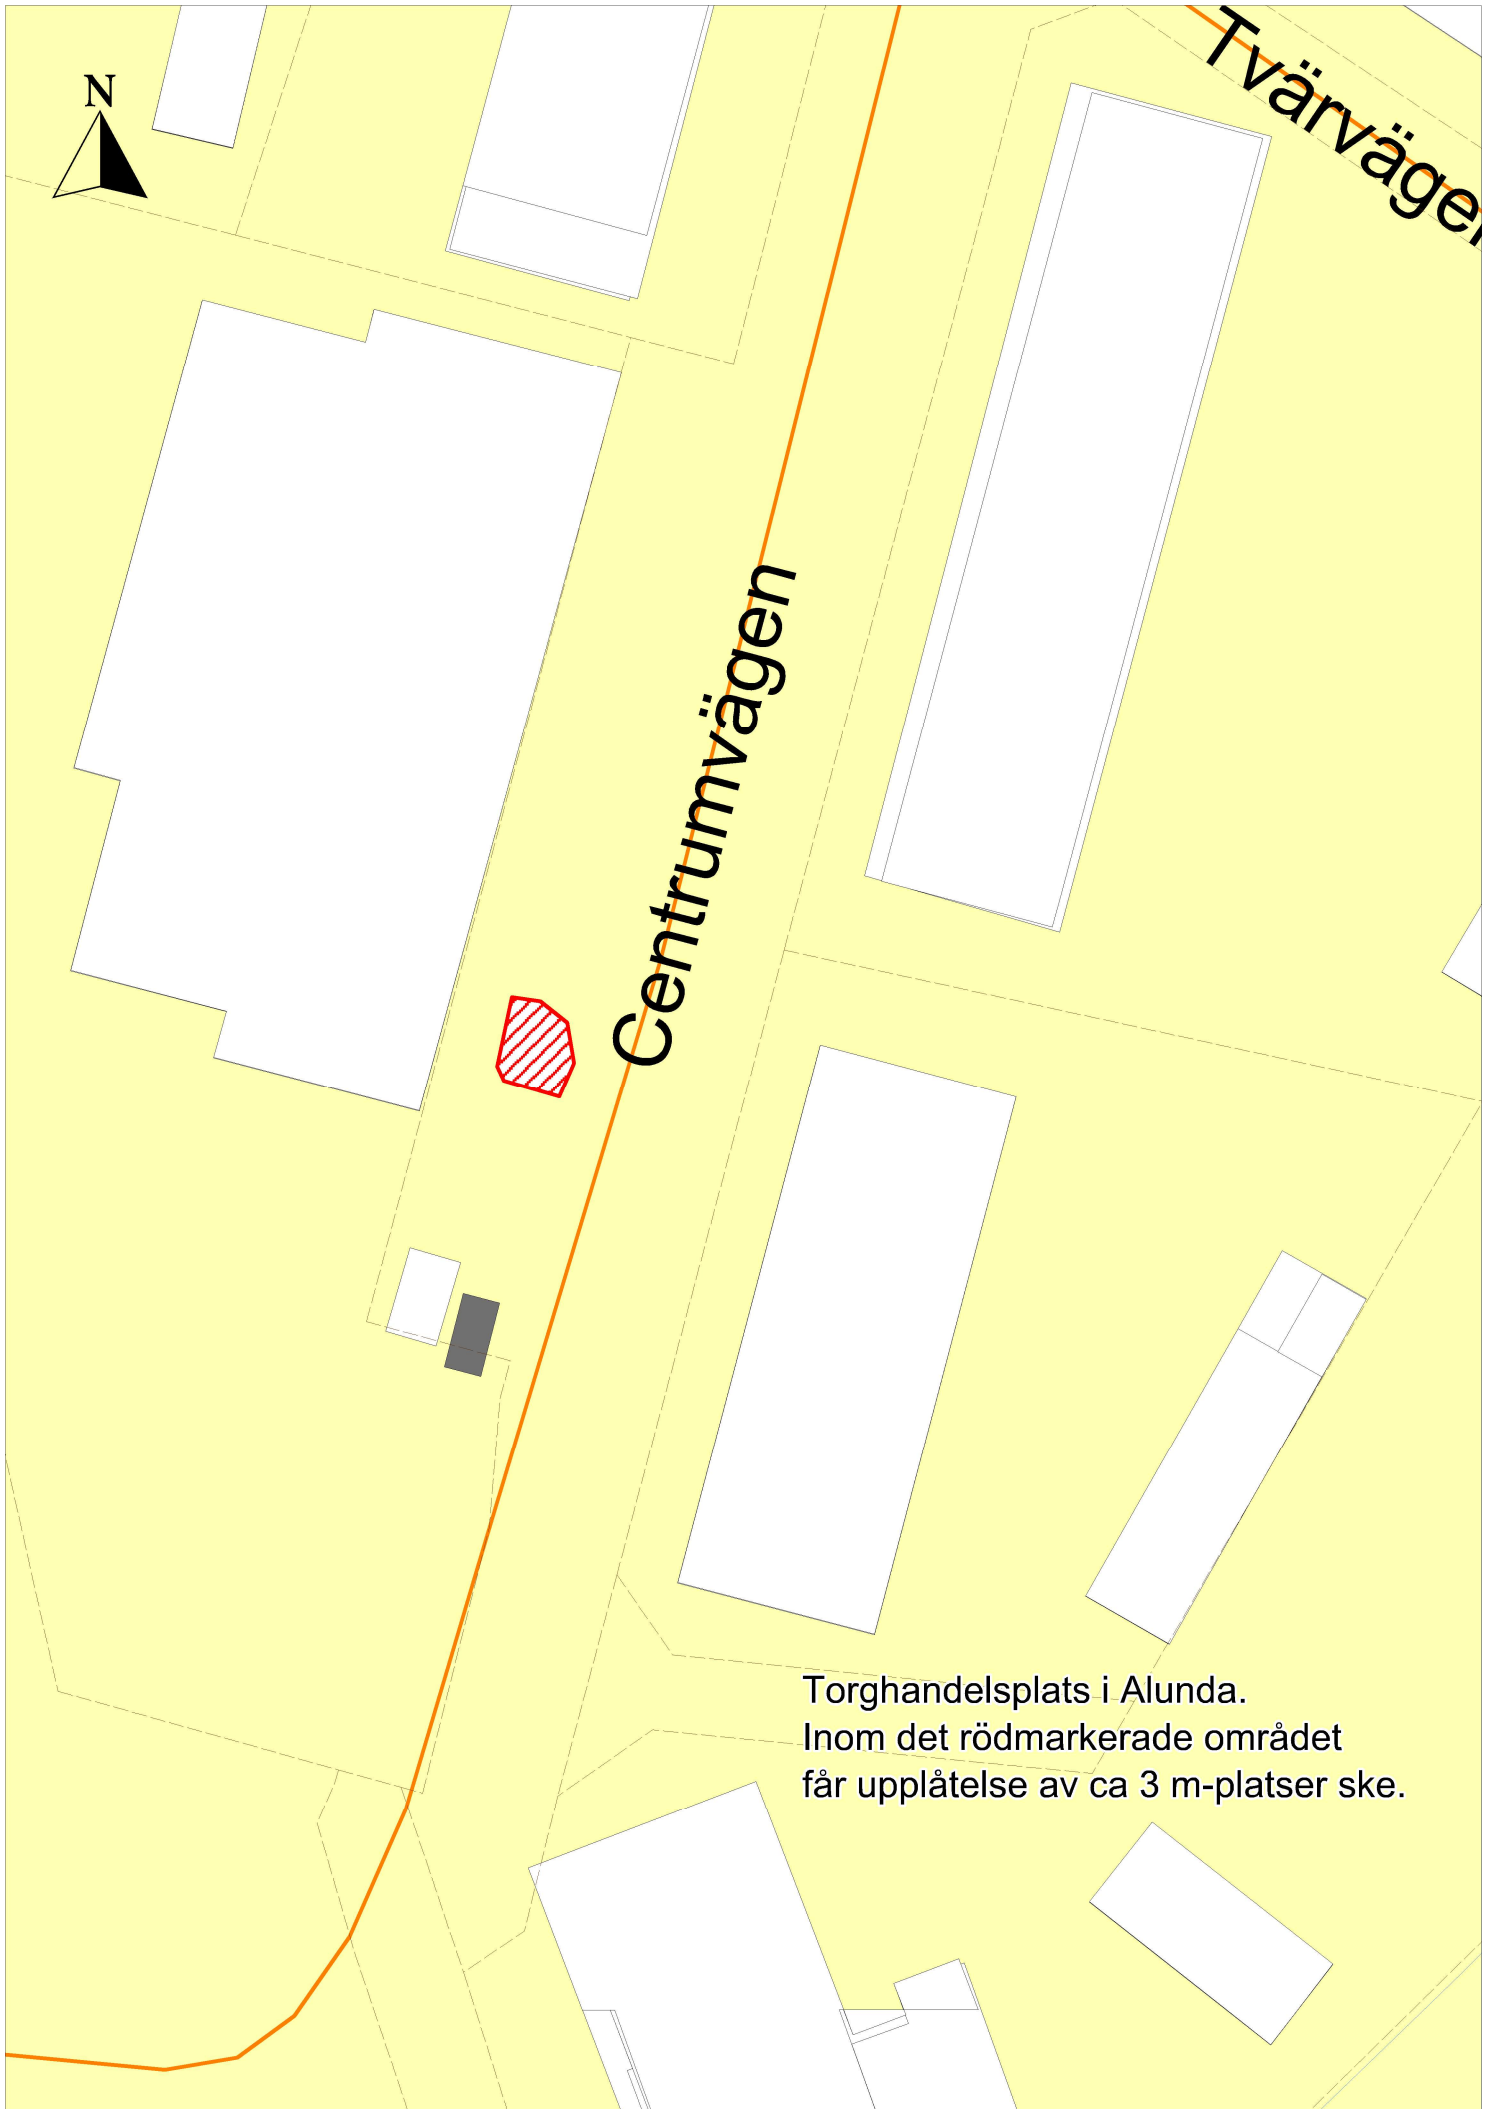 N
Tvärvägen
Centrumvägen
Torghandelsplats i Alunda.
Inom det rödmarkerade området
får upplåtelse av ca 3 m-platser ske.